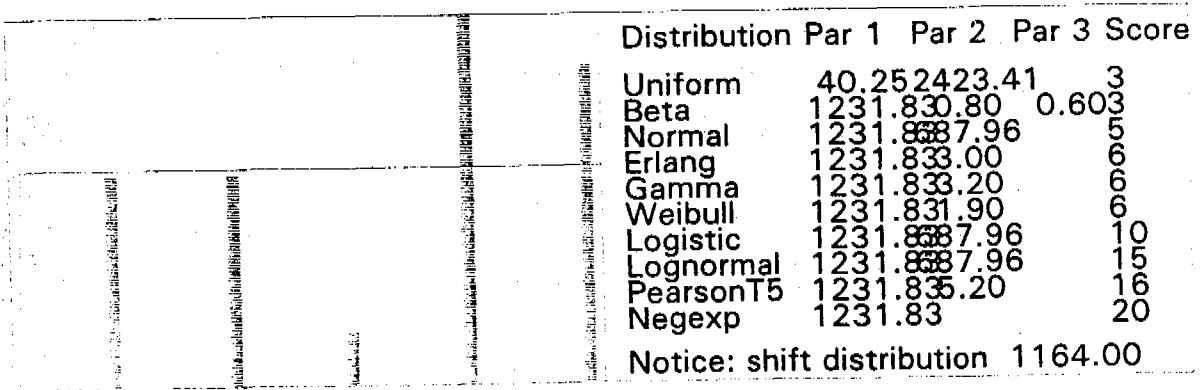 Distribution Par 1 Par 2 Par 3 Score
Uniform 40.25 2423.41 3
Beta 1231.83 0.80 0.60 3
Normal 1231.83 687.96 5
Erlang 1231.83 3.00 6
Gamma 1231.83 3.20 6
Weibull 1231.83 1.90 6
Logistic 1231.83 687.96 10
Lognormal 1231.83 687.96 15
PearsonT5 1231.83 5.20 16
Negexp 1231.83 20
Notice: shift distribution 1164.00